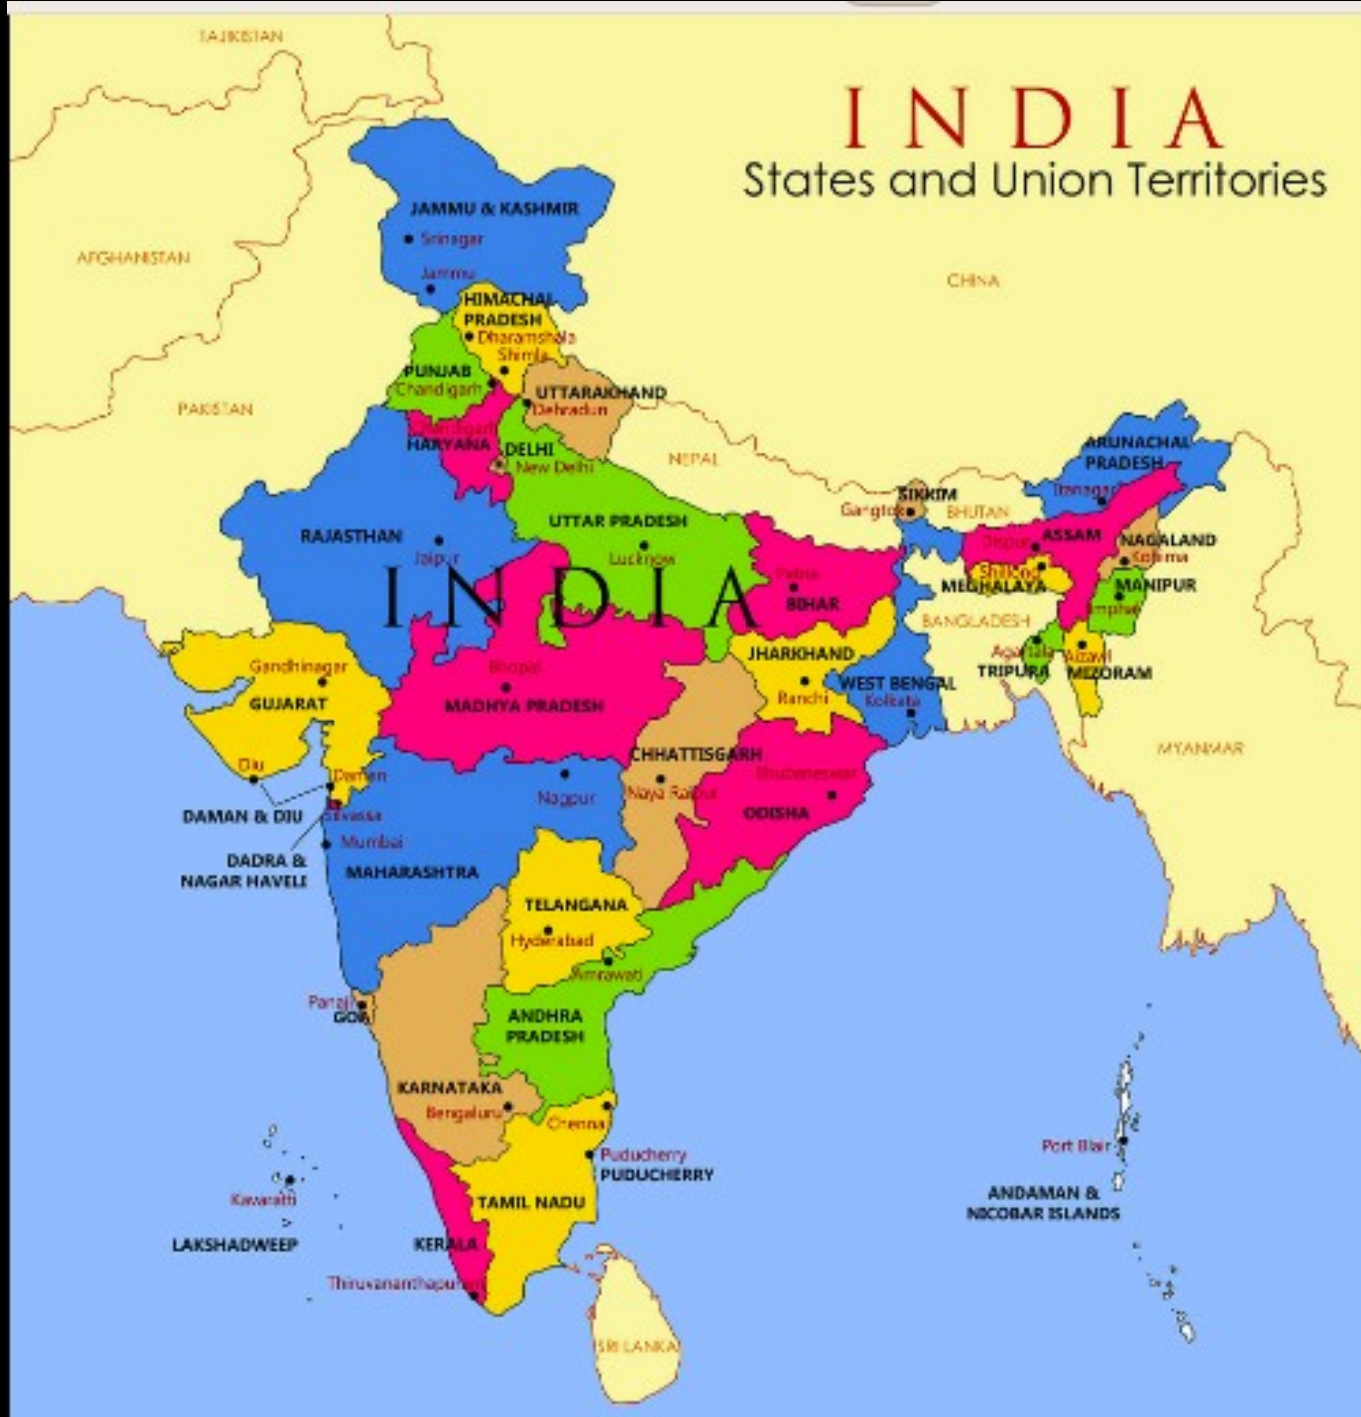 TAJIKISTAN
INDIA
States and Union Territories
JAMMU & KASHMIR
Srinagar
AFGHANISTAN
Jammu
CHINA
HIMACHAL
PRADESH
Dharamshala
Shimla
PUNJAB
Chandigarh
UTTARAKHAND
Dehradun
PAKISTAN
Chandigarh
HARYANA
DELHI
New Delhi
NEPAL
ARUNACHAL
PRADESH
Itanagar
SIKKIM
Gangtok
BHUTAN
RAJASTHAN
Jaipur
UTTAR PRADESH
Lucknow
ASSAM
Dispur
NAGALAND
Kohima
Shillong
MEGHALAYA
MANIPUR
Imphal
INDIA
Patna
BIHAR
BANGLADESH
Agartala
TRIPURA
Aizawl
MIZORAM
Gandhinagar
GUJARAT
Bhopal
MADHYA PRADESH
JHARKHAND
Ranchi
WEST BENGAL
Kolkata
MYANMAR
CHHATTISGARH
Naya Raipur
Bhubaneswar
ODISHA
Diu
Daman
DAMAN & DIU
Silvassa
DADRA &
NAGAR HAVELI
Nagpur
Mumbai
MAHARASHTRA
TELANGANA
Hyderabad
Amrawati
Panaji
GOA
ANDHRA
PRADESH
KARNATAKA
Bengaluru
Chennai
Puducherry
PUDUCHERRY
Port Blair
ANDAMAN &
NICOBAR ISLANDS
Kavaratti
LAKSHADWEEP
TAMIL NADU
KERALA
Thiruvananthapuram
SRI LANKA